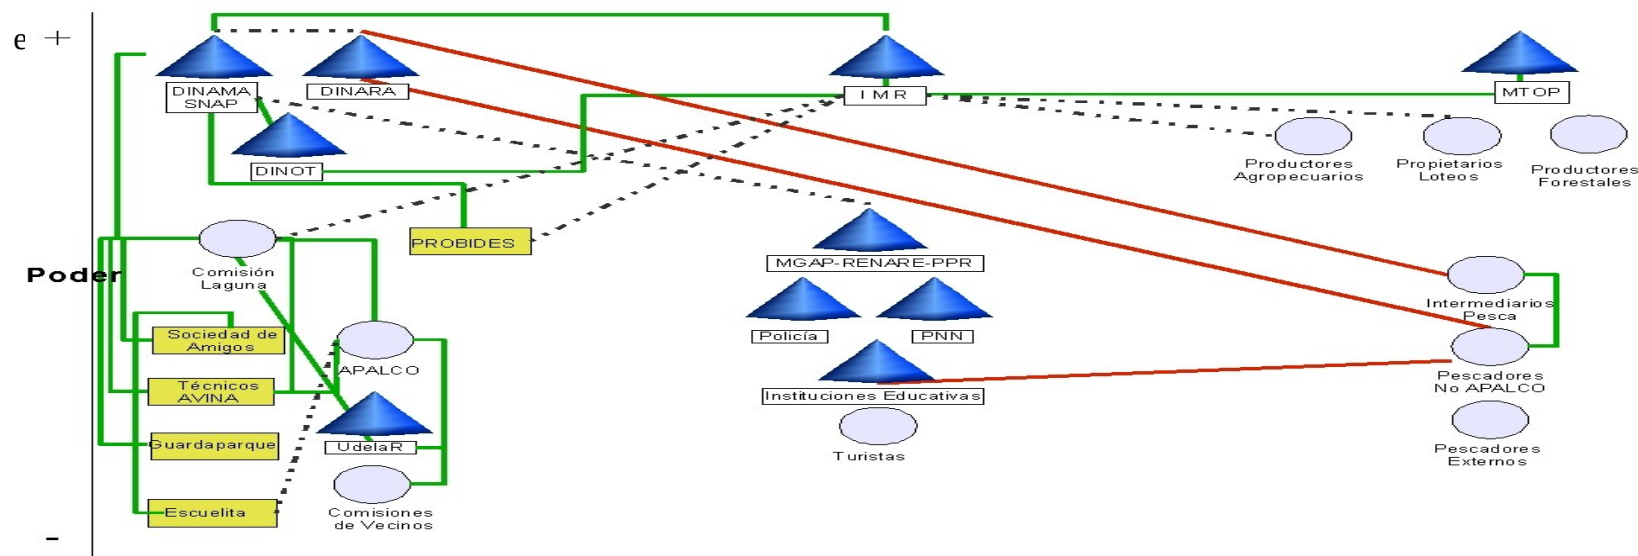 e +
DINAMA
SNAP
DINARA
I M R
MTOP
DINOT
Productores
Agropecuarios
Propietarios
Loteos
Productores
Forestales
PROBIDES
MGAP-RENARE-PPR
Poder
Comisión
Laguna
Intermediarios
Pesca
Sociedad de
Amigos
Policía
PNN
APALCO
Pescadores
No APALCO
Técnicos
AVINA
Instituciones Educativas
Guardaparque
UdelaR
Turistas
Pescadores
Externos
Escuelita
Comisiones
de Vecinos
-